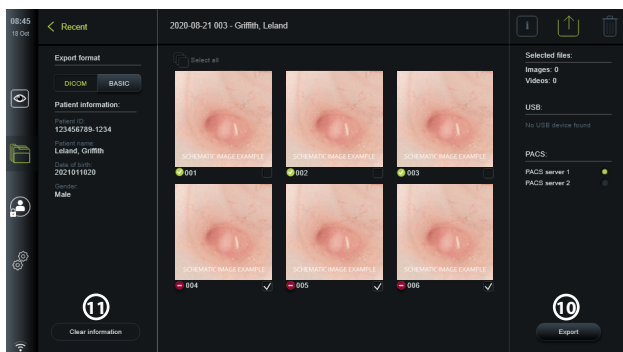 08:45
18 Oct
Recent
2020-08-21 003 - Griffith, Leland
i
Export format
DICOM
BASIC
Patient information:
Patient ID:
123456789-1234
Patient name:
Leland, Griffith
Date of birth:
2021011020
Gender:
Male
11
Clear information
Select all
SCHEMATIC IMAGE EXAMPLE
SCHEMATIC IMAGE EXAMPLE
SCHEMATIC IMAGE EXAMPLE
001
002
003
SCHEMATIC IMAGE EXAMPLE
SCHEMATIC IMAGE EXAMPLE
SCHEMATIC IMAGE EXAMPLE
004
005
006
Selected files:
Images: 0
Videos: 0
USB:
No USB device found
PACS:
PACS server 1
PACS server 2
10
Export